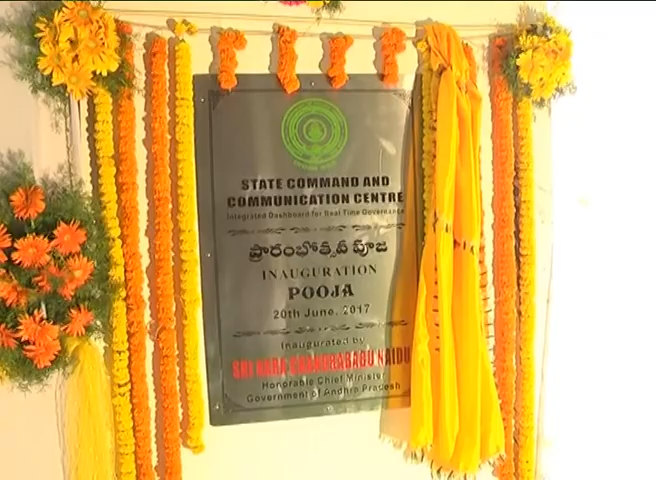 STATE COMMAND AND
COMMUNICATION CENTRE
(Integrated Dashboard for Real Time Governance)
ప్రారంభోత్సవ పూజ
INAUGURATION
POOJA
20th June, 2017
INAUGURATED BY
SRI NARA CHANDRABABU NAIDU
Honorable Chief Minister
Government of Andhra Pradesh